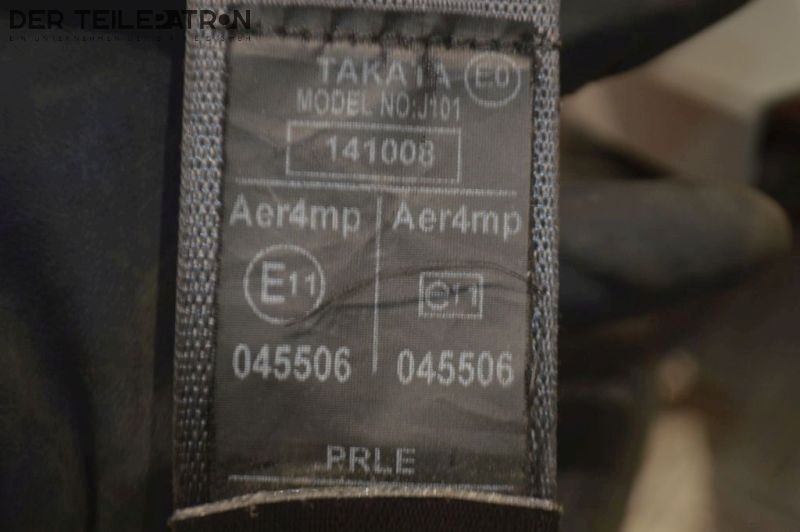 DER TEILEPATRON
TAKATA E0
MODEL NO:J101
141008
Aer4mp Aer4mp
E11 e11
045506 045506
PRLE